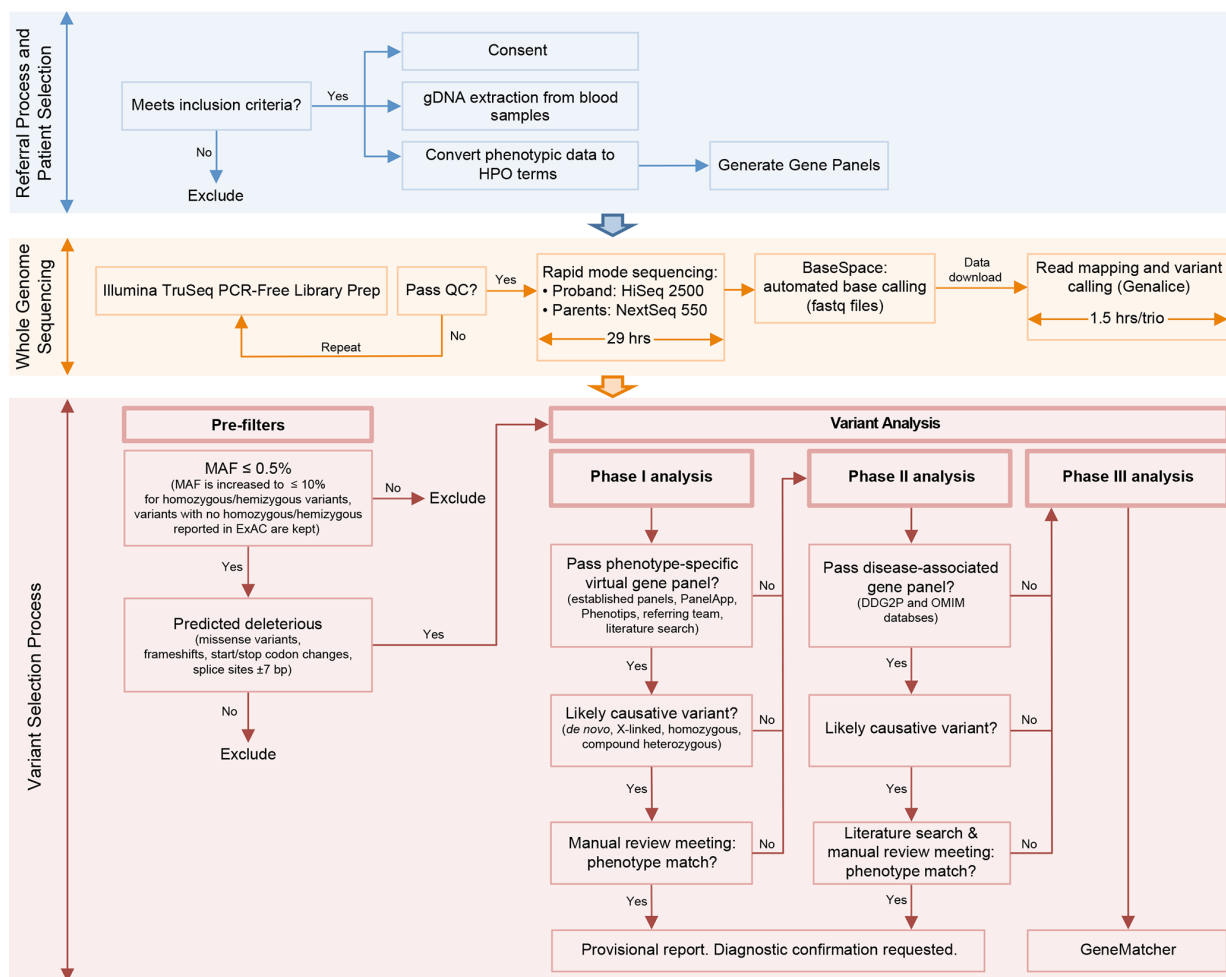 Referral Process and
Patient Selection
Meets inclusion criteria?
Yes
No
Exclude
Consent
gDNA extraction from blood
samples
Convert phenotypic data to
HPO terms
Generate Gene Panels
Whole Genome
Sequencing
Illumina TruSeq PCR-Free Library Prep
Pass QC?
Yes
No
Repeat
Rapid mode sequencing:
• Proband: HiSeq 2500
• Parents: NextSeq 550
29 hrs
BaseSpace:
automated base calling
(fastq files)
Data
download
Read mapping and variant
calling (Genalice)
1.5 hrs/trio
Variant Selection Process
Pre-filters
MAF ≤ 0.5%
(MAF is increased to ≤ 10%
for homozygous/hemizygous variants,
variants with no homozygous/hemizygous
reported in ExAC are kept)
No
Exclude
Yes
Predicted deleterious
(missense variants,
frameshifts, start/stop codon changes,
splice sites ±7 bp)
Yes
No
Exclude
Variant Analysis
Phase I analysis
Pass phenotype-specific
virtual gene panel?
(established panels, PanelApp,
Phenotips, referring team,
literature search)
No
Yes
Likely causative variant?
(de novo, X-linked, homozygous,
compound heterozygous)
No
Yes
Manual review meeting:
phenotype match?
No
Yes
Phase II analysis
Pass disease-associated
gene panel?
(DDG2P and OMIM
databses)
No
Yes
Likely causative variant?
No
Yes
Literature search &
manual review meeting:
phenotype match?
No
Yes
Provisional report. Diagnostic confirmation requested.
Phase III analysis
GeneMatcher